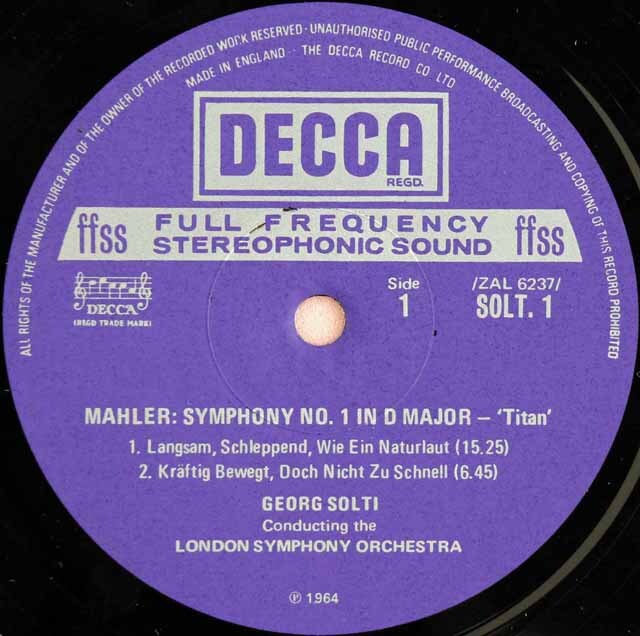 ALL RIGHTS OF THE MANUFACTURER AND OF THE OWNER OF THE RECORDED WORK RESERVED · UNAUTHORISED PUBLIC PERFORMANCE BROADCASTING AND COPYING OF THIS RECORD PROHIBITED
MADE IN ENGLAND · THE DECCA RECORD CO LTD
DECCA
REGD.
ffss FULL FREQUENCY ffss
STEREOPHONIC SOUND
DECCA
(REGD TRADE MARK)
Side
1
/ZAL 6237/
SOLT. 1
MAHLER: SYMPHONY NO. 1 IN D MAJOR – 'Titan'
1. Langsam, Schleppend, Wie Ein Naturlaut (15.25)
2. Kräftig Bewegt, Doch Nicht Zu Schnell (6.45)
GEORG SOLTI
Conducting the
LONDON SYMPHONY ORCHESTRA
℗ 1964